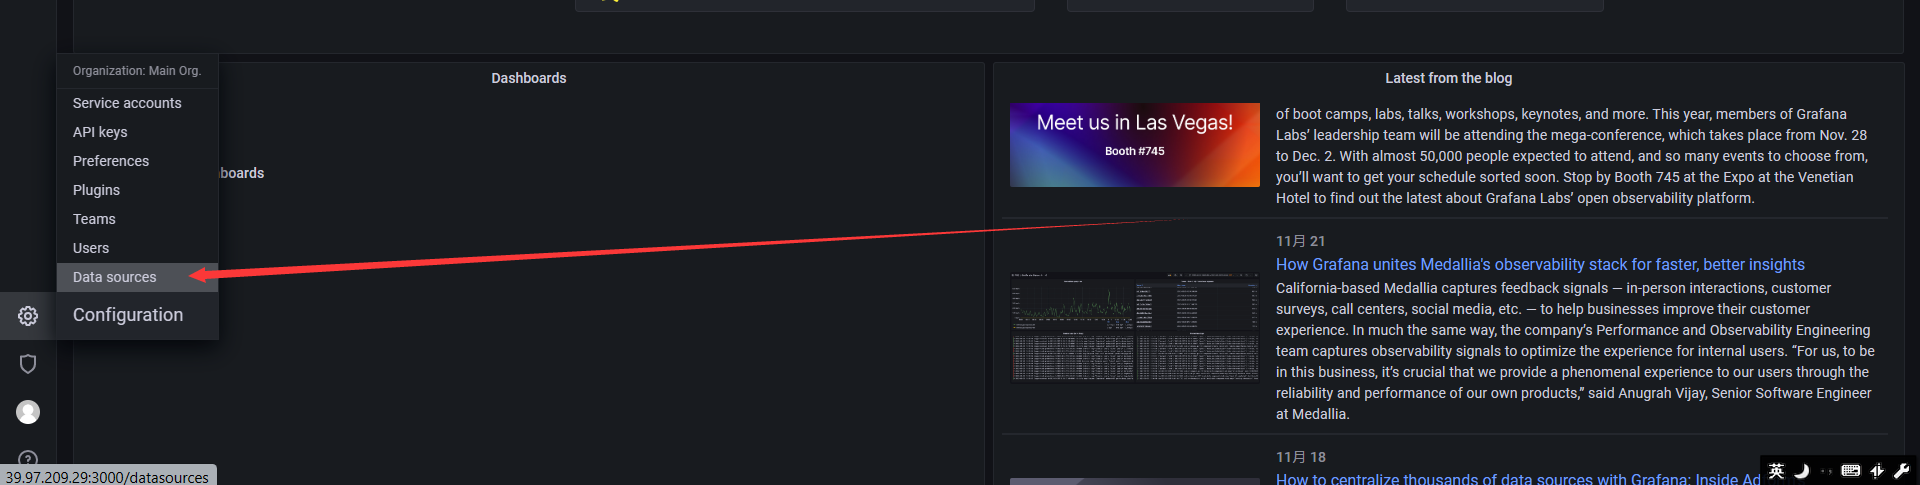 Organization: Main Org.
Service accounts
API keys
Preferences
Plugins
Teams
Users
Data sources
Configuration
Dashboards
boards
Latest from the blog
Meet us in Las Vegas!
Booth #745
of boot camps, labs, talks, workshops, keynotes, and more. This year, members of Grafana
Labs’ leadership team will be attending the mega-conference, which takes place from Nov. 28
to Dec. 2. With almost 50,000 people expected to attend, and so many events to choose from,
you’ll want to get your schedule sorted soon. Stop by Booth 745 at the Expo at the Venetian
Hotel to find out the latest about Grafana Labs’ open observability platform.
11月 21
How Grafana unites Medallia's observability stack for faster, better insights
California-based Medallia captures feedback signals — in-person interactions, customer
surveys, call centers, social media, etc. — to help businesses improve their customer
experience. In much the same way, the company’s Performance and Observability Engineering
team captures observability signals to optimize the experience for internal users. “For us, to be
in this business, it’s crucial that we provide a phenomenal experience to our users through the
reliability and performance of our own products,” said Anugrah Vijay, Senior Software Engineer
at Medallia.
11月 18
How to centralize thousands of data sources with Grafana: Inside Ad
39.97.209.29:3000/datasources
英